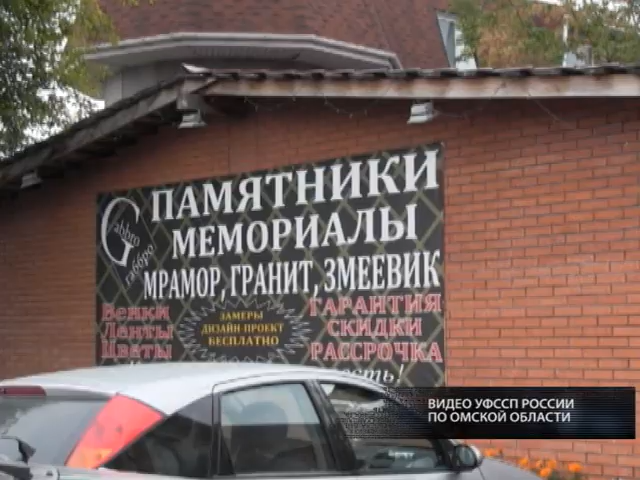 Gabbro
Габбро
ПАМЯТНИКИ
МЕМОРИАЛЫ
МРАМОР, ГРАНИТ, ЗМЕЕВИК
Венки
Ленты
Цветы
ЗАМЕРЫ
ДИЗАЙН-ПРОЕКТ
БЕСПЛАТНО
ГАРАНТИЯ
СКИДКИ
РАССРОЧКА
ВИДЕО УФССП РОССИИ
ПО ОМСКОЙ ОБЛАСТИ